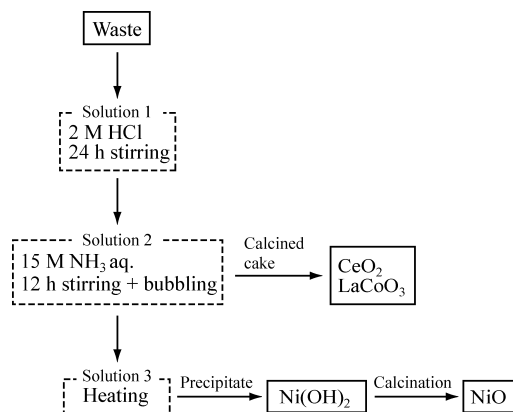 Waste
Solution 1
2 M HCl
24 h stirring
Solution 2
15 M NH₃ aq.
12 h stirring + bubbling
Calcined
cake
CeO₂
LaCoO₃
Solution 3
Heating
Precipitate
Ni(OH)₂
Calcination
NiO